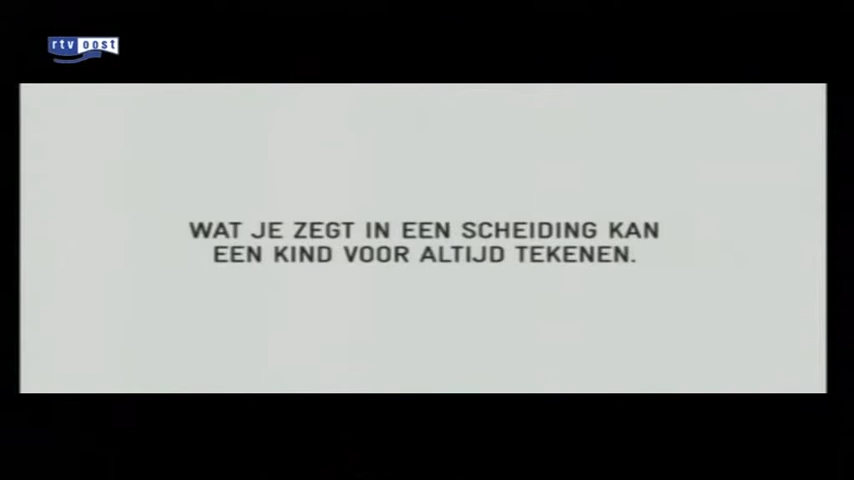 rtv oost
WAT JE ZEGT IN EEN SCHEIDING KAN
EEN KIND VOOR ALTIJD TEKENEN.